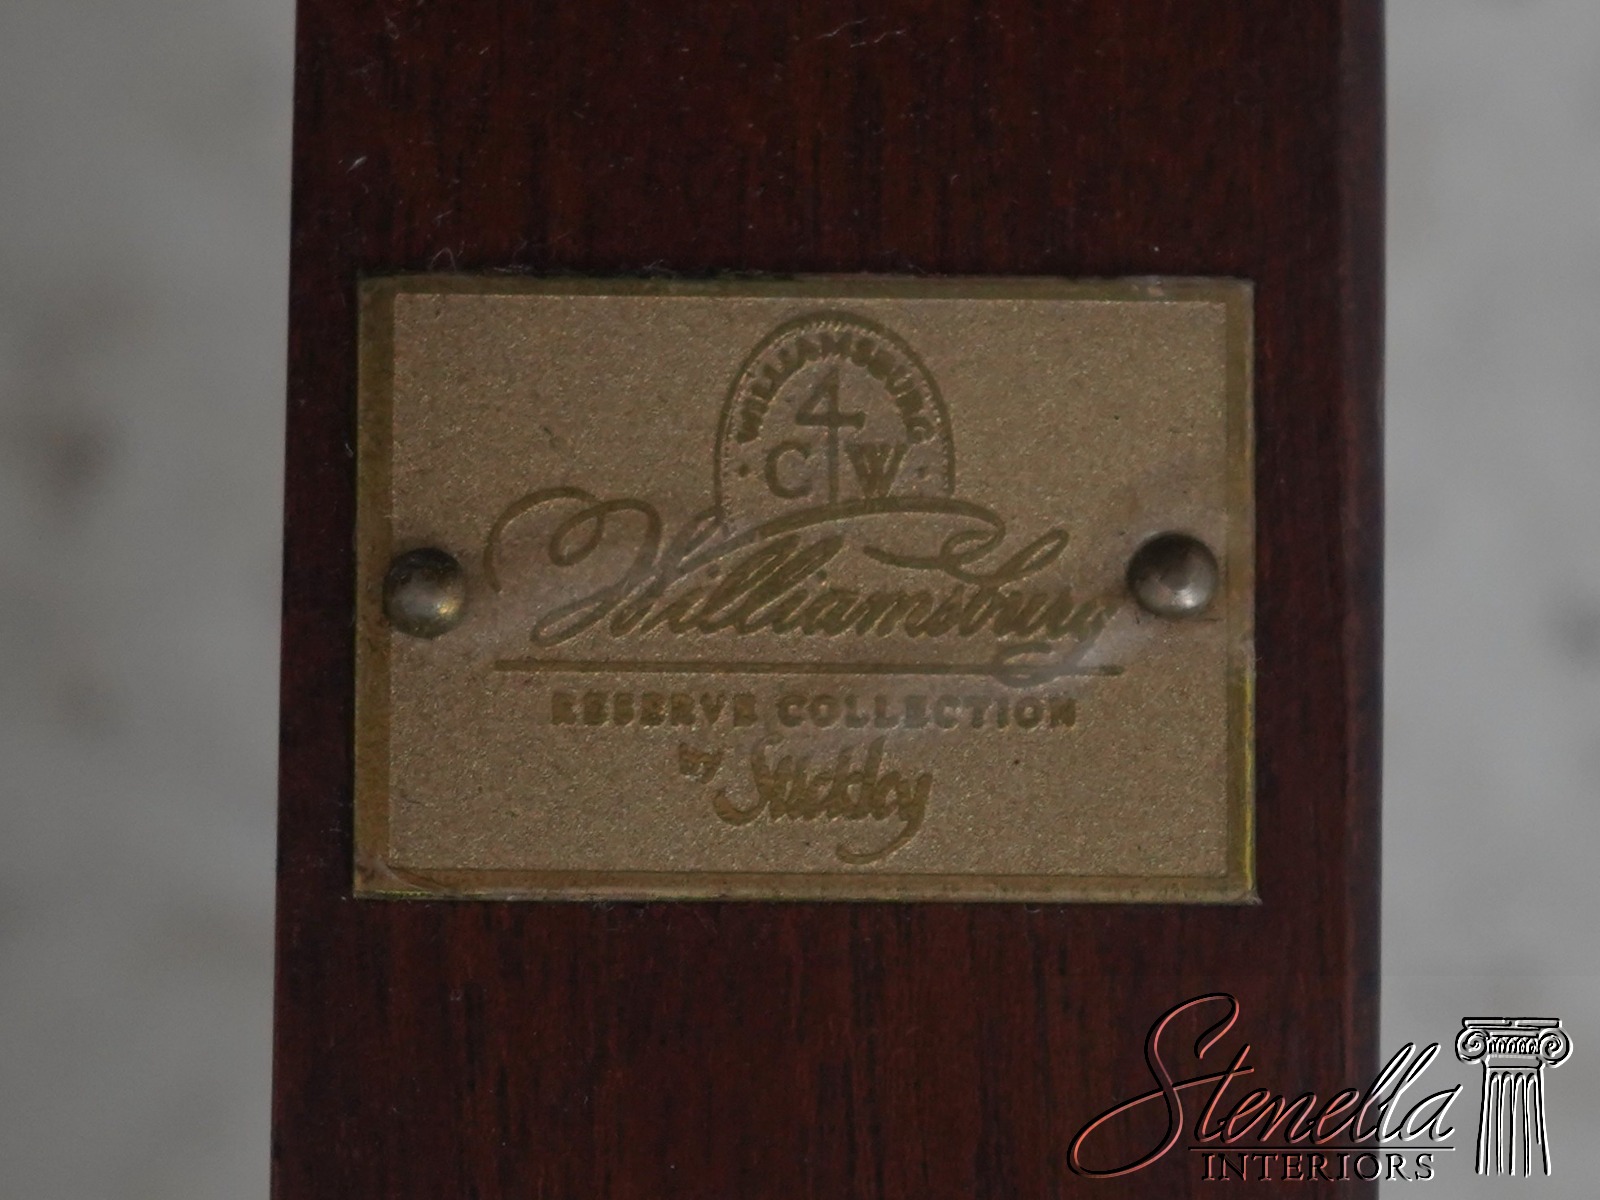 WILLIAMSBURG
4
C W
Williamsburg
RESERVE COLLECTION
by Stickley
Stenella
INTERIORS